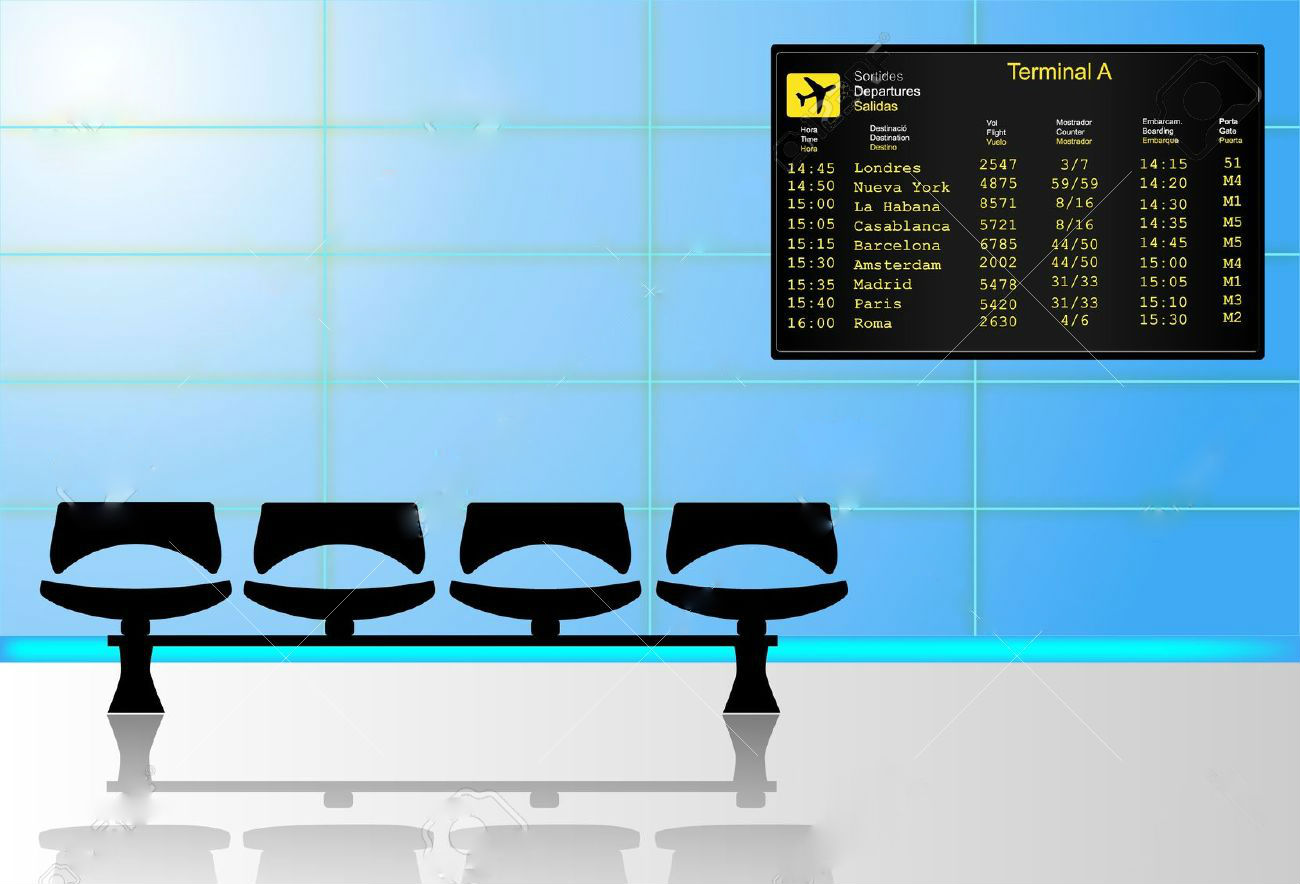 Terminal A
Sortides
Departures
Salidas
Hora Destinació Vol Mostrador Embarcam. Porta
Time Destination Flight Counter Boarding Gate
Hora Destino Vuelo Mostrador Embarque Puerta
14:45 Londres 2547 3/7 14:15 51
14:50 Nueva York 4875 59/59 14:20 M4
15:00 La Habana 8571 8/16 14:30 M1
15:05 Casablanca 5721 8/16 14:35 M5
15:15 Barcelona 6785 44/50 14:45 M5
15:30 Amsterdam 2002 44/50 15:00 M4
15:35 Madrid 5478 31/33 15:05 M1
15:40 Paris 5420 31/33 15:10 M3
16:00 Roma 2630 4/6 15:30 M2